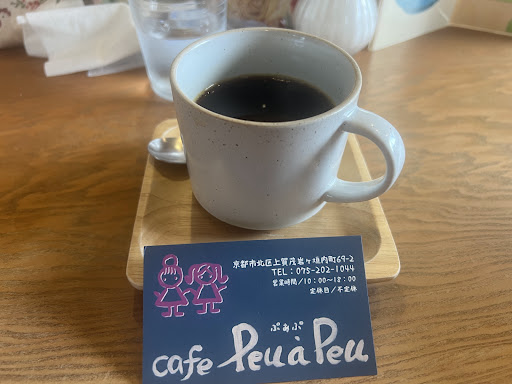 京都市北区上賀茂岩ヶ垣内町69-2
TEL：075-202-1044
営業時間／10：00～18：00
定休日／不定休
ぷあぷ
cafe Peu à Peu